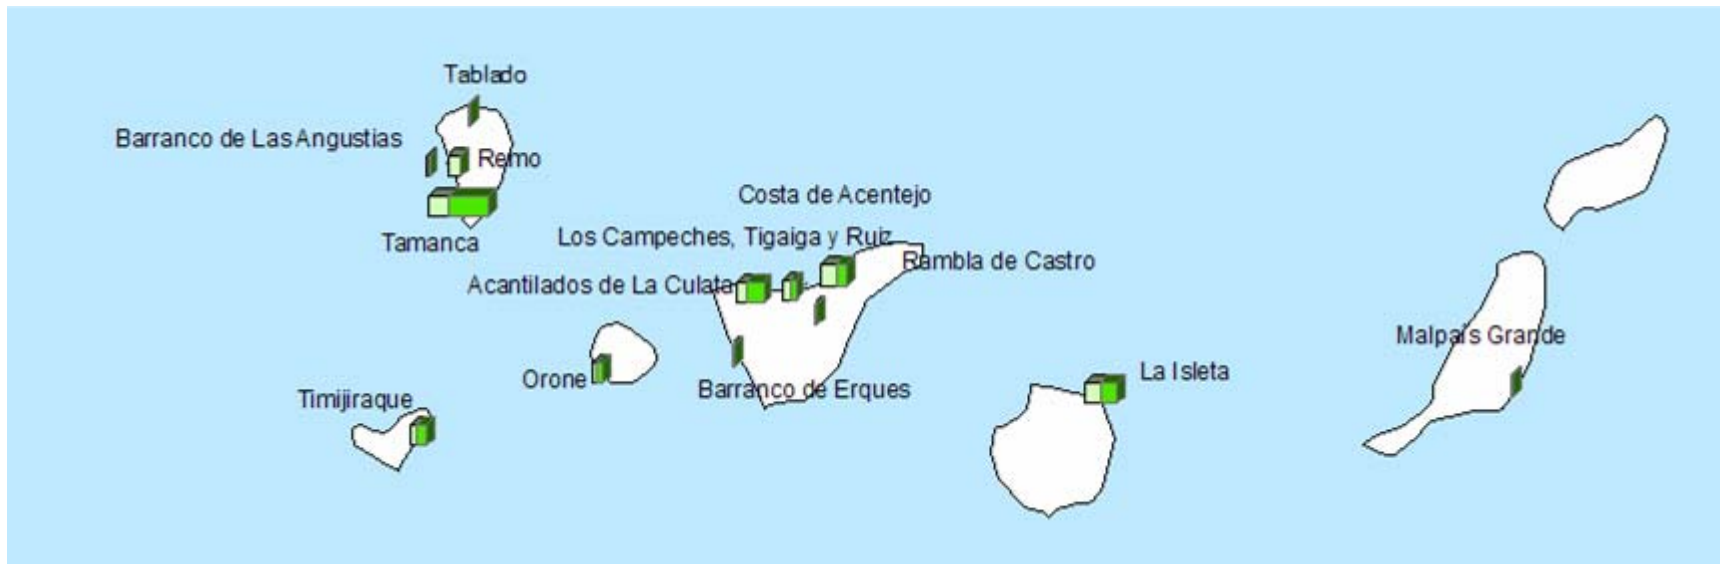 Tablado
Barranco de Las Angustias
Remo
Costa de Acentejo
Tamanca
Los Campeches, Tigaiga y Ruiz
Rambla de Castro
Acantilados de La Culata
Malpaís Grande
La Isleta
Orone
Barranco de Erques
Timijiraque